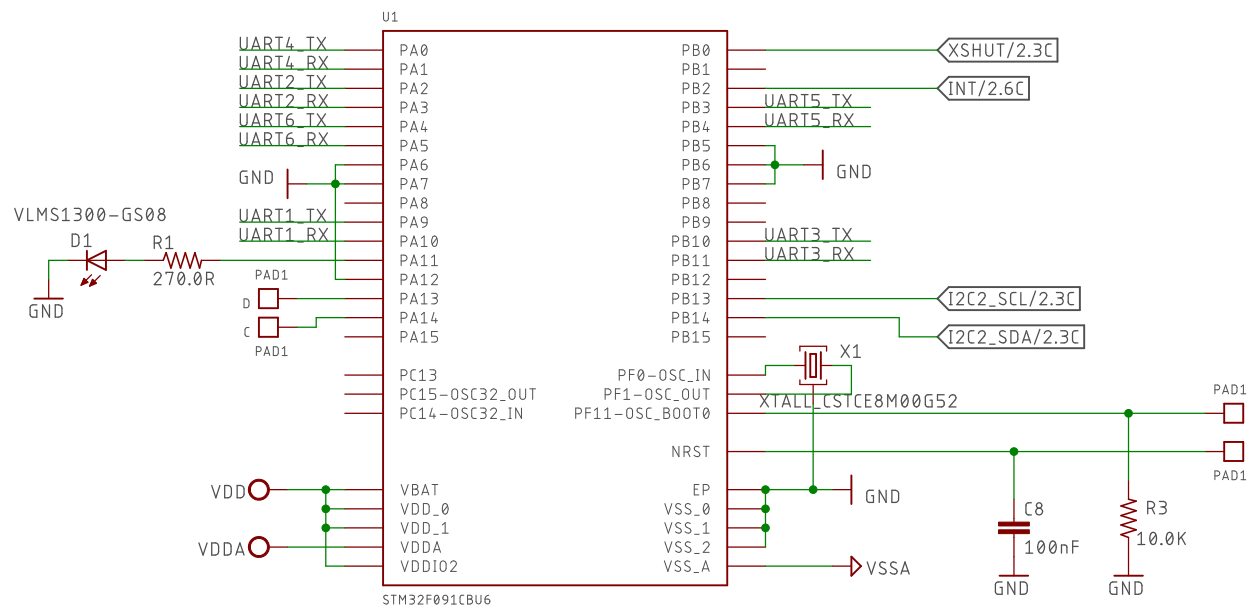 U1
UART4_TX
UART4_RX
UART2_TX
UART2_RX
UART6_TX
UART6_RX
GND
UART1_TX
UART1_RX
VLMS1300-GS08
D1
R1
270.0R
GND
PAD1
D
C
PAD1
VDD
VDDA
PA0
PA1
PA2
PA3
PA4
PA5
PA6
PA7
PA8
PA9
PA10
PA11
PA12
PA13
PA14
PA15
PC13
PC15-OSC32_OUT
PC14-OSC32_IN
VBAT
VDD_0
VDD_1
VDDA
VDDIO2
PB0
PB1
PB2
PB3
PB4
PB5
PB6
PB7
PB8
PB9
PB10
PB11
PB12
PB13
PB14
PB15
PF0-OSC_IN
PF1-OSC_OUT
PF11-OSC_BOOT0
NRST
EP
VSS_0
VSS_1
VSS_2
VSS_A
XSHUT/2.3C
INT/2.6C
UART5_TX
UART5_RX
GND
UART3_TX
UART3_RX
I2C2_SCL/2.3C
I2C2_SDA/2.3C
X1
XTALL_CSTCE8M00G52
PAD1
PAD1
GND
VSSA
C8
100nF
GND
R3
10.0K
GND
STM32F091CBU6